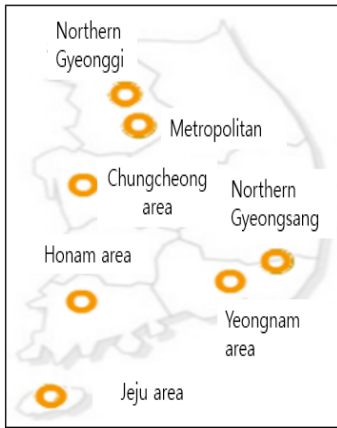 Northern
Gyeonggi
Metropolitan
Chungcheong
area
Northern
Gyeongsang
Honam area
Yeongnam
area
Jeju area